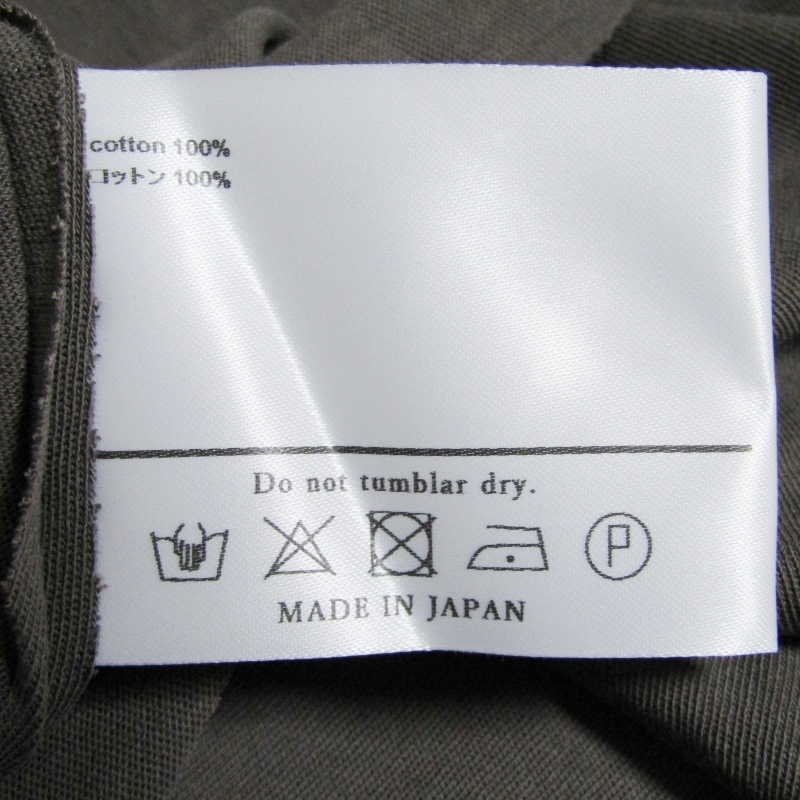 cotton 100%
コットン 100%
Do not tumblar dry.
P
MADE IN JAPAN